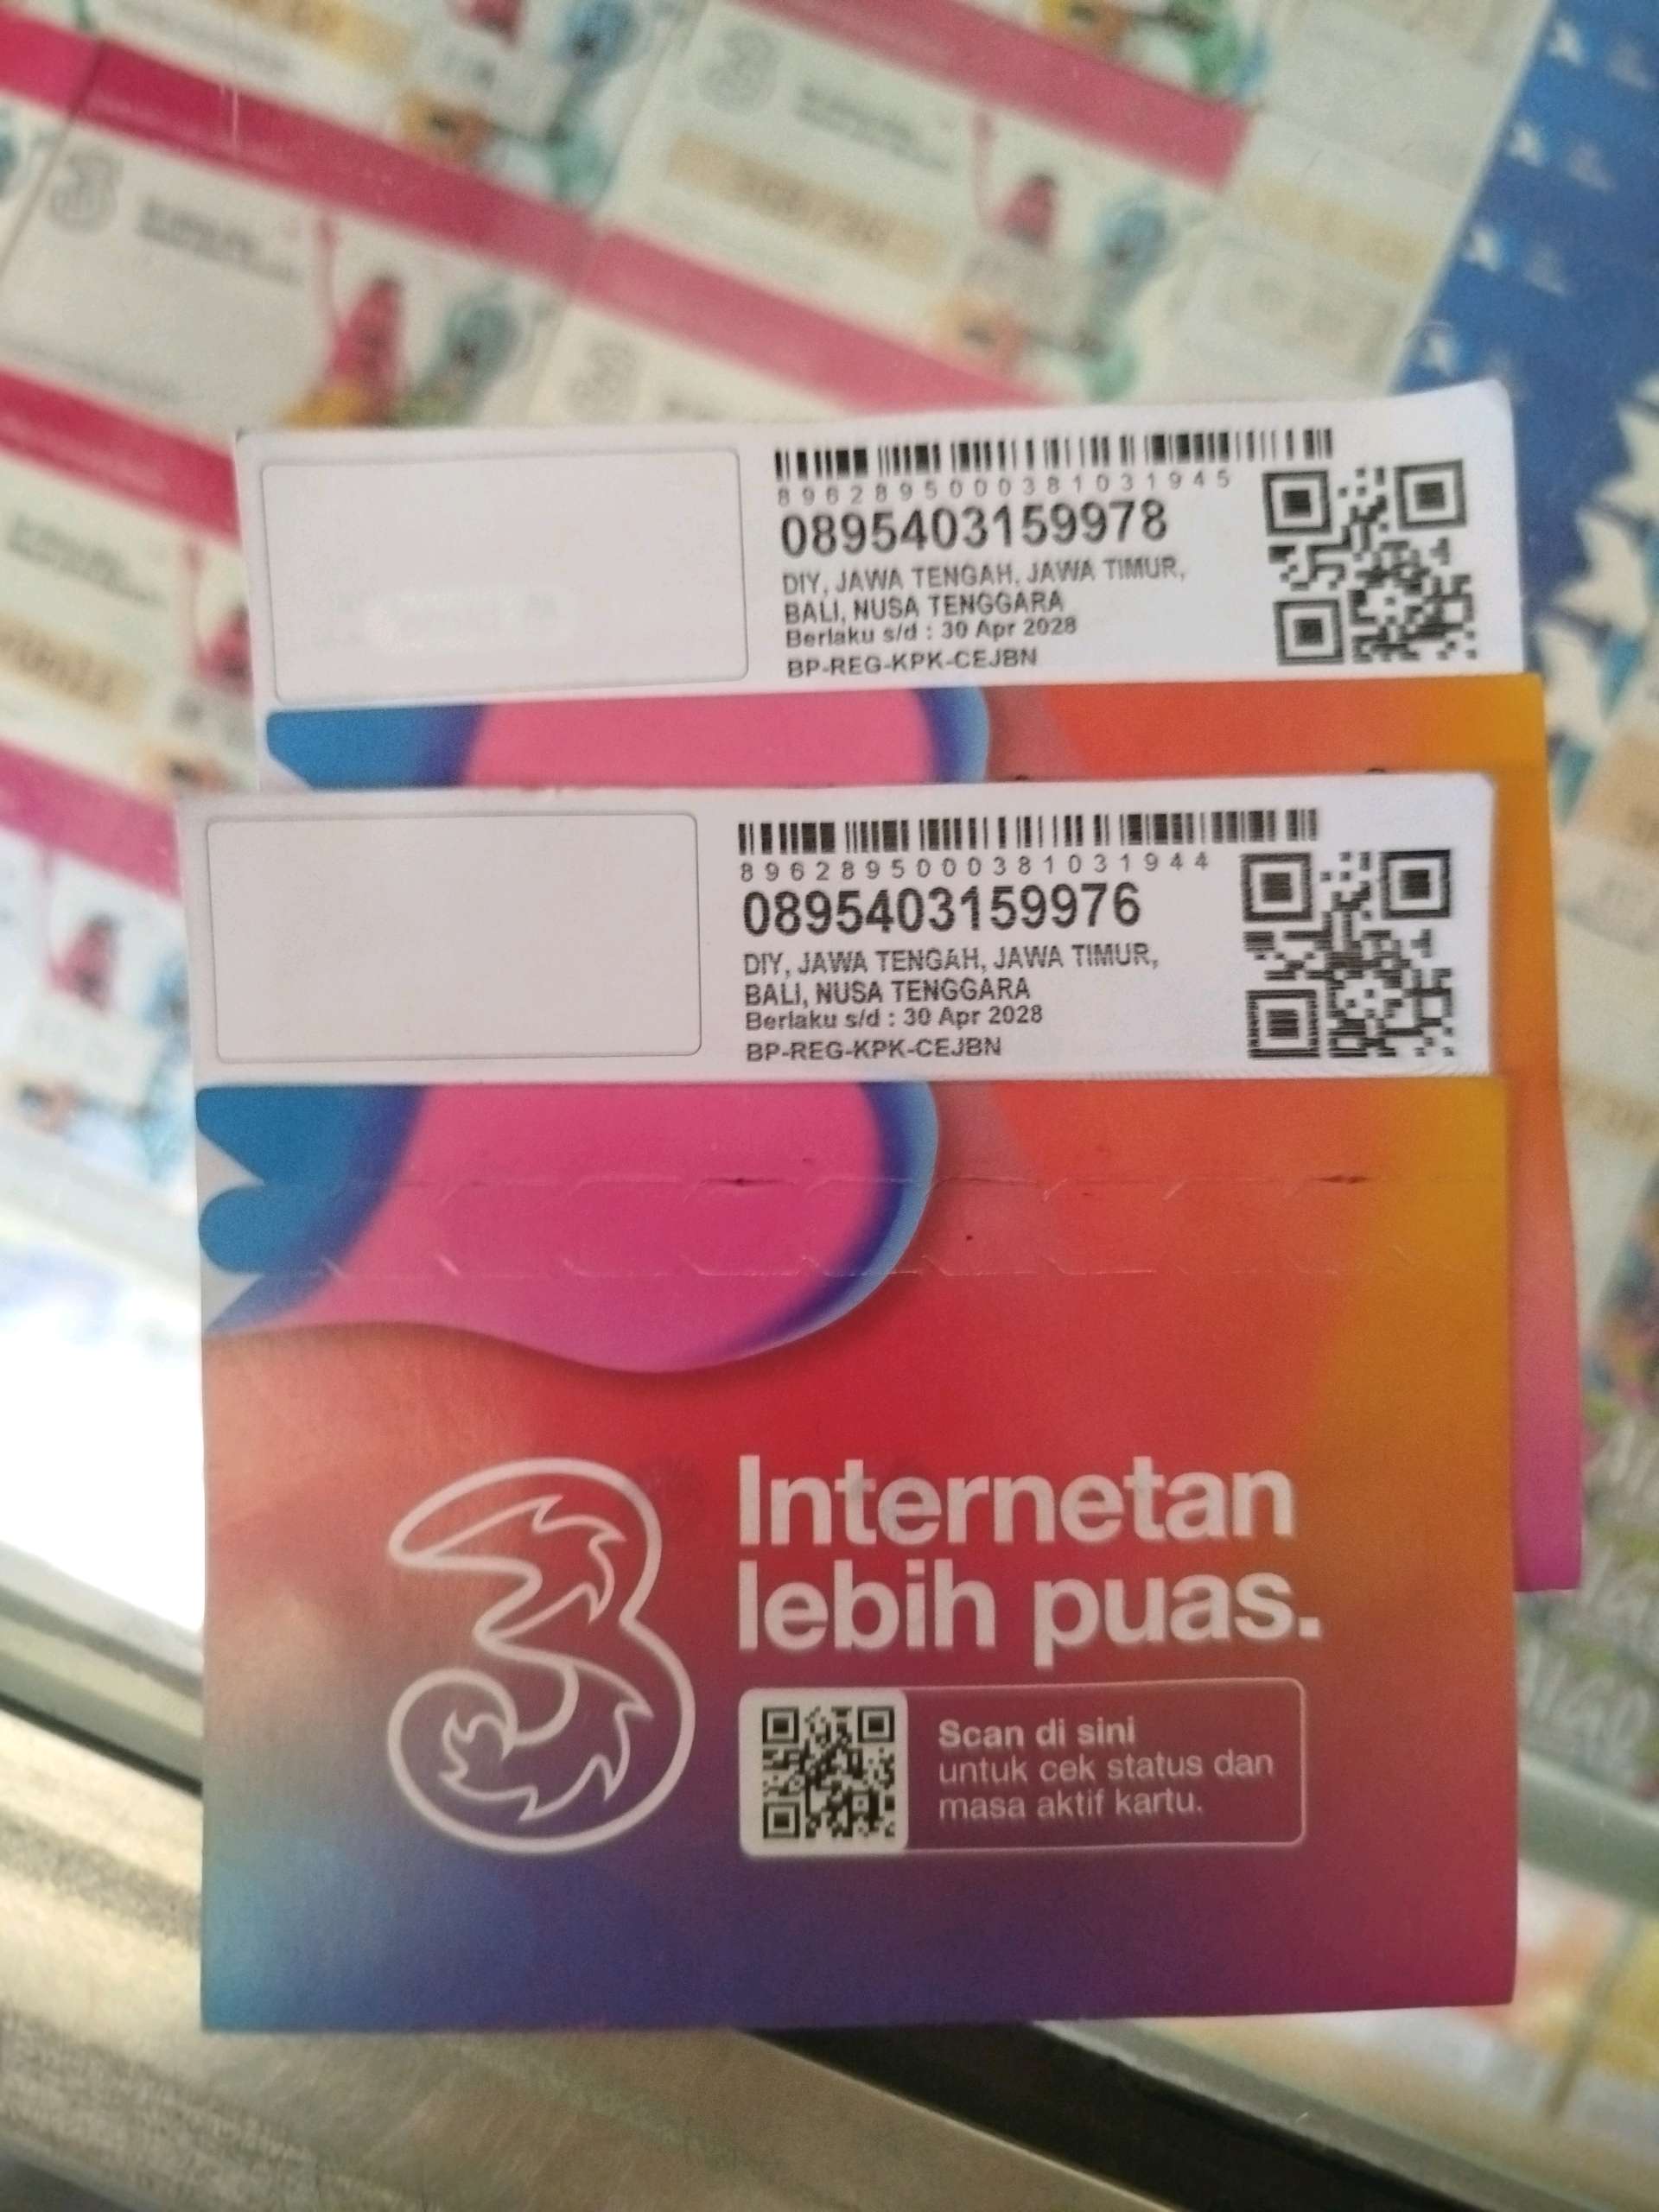 8962895000381031945
0895403159978
DIY, JAWA TENGAH, JAWA TIMUR,
BALI, NUSA TENGGARA
Berlaku s/d : 30 Apr 2028
BP-REG-KPK-CEJBN
8962895000381031944
0895403159976
DIY, JAWA TENGAH, JAWA TIMUR,
BALI, NUSA TENGGARA
Berlaku s/d : 30 Apr 2028
BP-REG-KPK-CEJBN
3
Internetan
lebih puas.
Scan di sini
untuk cek status dan
masa aktif kartu.